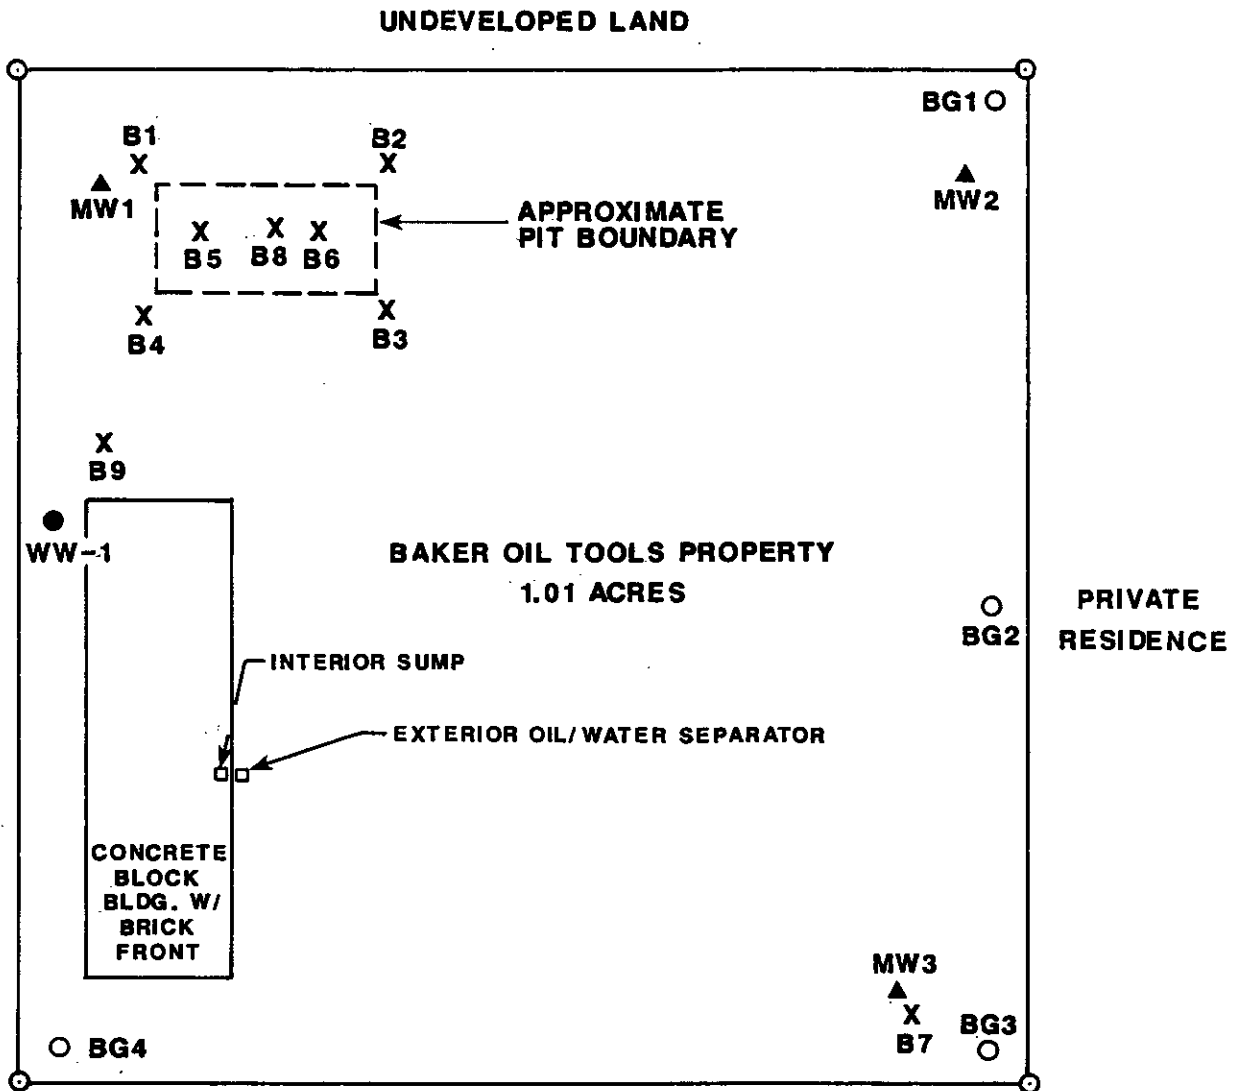 UNDEVELOPED LAND
BG1
B1
B2
MW1
MW2
APPROXIMATE
PIT BOUNDARY
B5
B8
B6
B4
B3
B9
WW-1
BAKER OIL TOOLS PROPERTY
1.01 ACRES
PRIVATE
RESIDENCE
BG2
INTERIOR SUMP
EXTERIOR OIL/WATER SEPARATOR
CONCRETE
BLOCK
BLDG. W/
BRICK
FRONT
MW3
B7
BG3
BG4